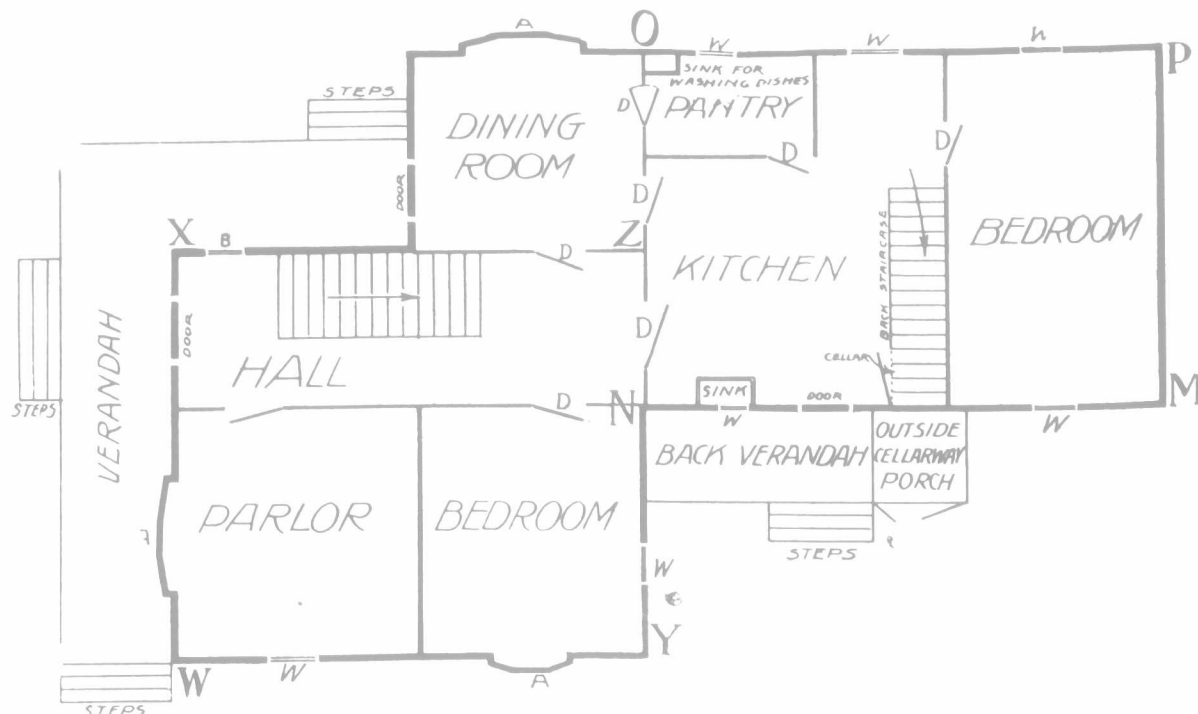 A
O
W
W
W
P
SINK FOR
WASHING DISHES
STEPS
D
PANTRY
DINING
ROOM
D
D
DOOR
D
X
B
Z
D
KITCHEN
BEDROOM
BACK STAIRCASE
VERANDAH
DOOR
D
HALL
CELLAR
STEPS
D
N
SINK
DOOR
M
W
W
BACK VERANDAH
OUTSIDE
CELLARWAY
PORCH
PARLOR
BEDROOM
STEPS
W
Y
W
W
A
STEPS